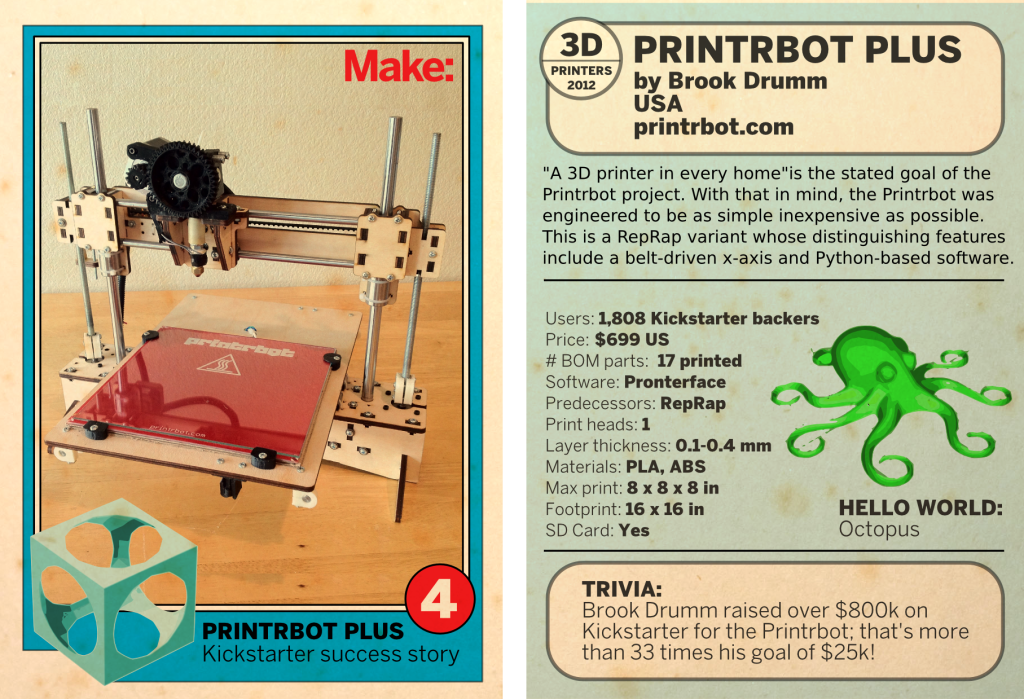 Make:
printrbot
printrbot.com
4
PRINTRBOT PLUS
Kickstarter success story
3D
PRINTERS
2012
PRINTRBOT PLUS
by Brook Drumm
USA
printrbot.com
"A 3D printer in every home"is the stated goal of the
Printrbot project. With that in mind, the Printrbot was
engineered to be as simple inexpensive as possible.
This is a RepRap variant whose distinguishing features
include a belt-driven x-axis and Python-based software.
Users: 1,808 Kickstarter backers
Price: $699 US
# BOM parts: 17 printed
Software: Pronterface
Predecessors: RepRap
Print heads: 1
Layer thickness: 0.1-0.4 mm
Materials: PLA, ABS
Max print: 8 x 8 x 8 in
Footprint: 16 x 16 in
SD Card: Yes
HELLO WORLD:
Octopus
TRIVIA:
Brook Drumm raised over $800k on
Kickstarter for the Printrbot; that's more
than 33 times his goal of $25k!